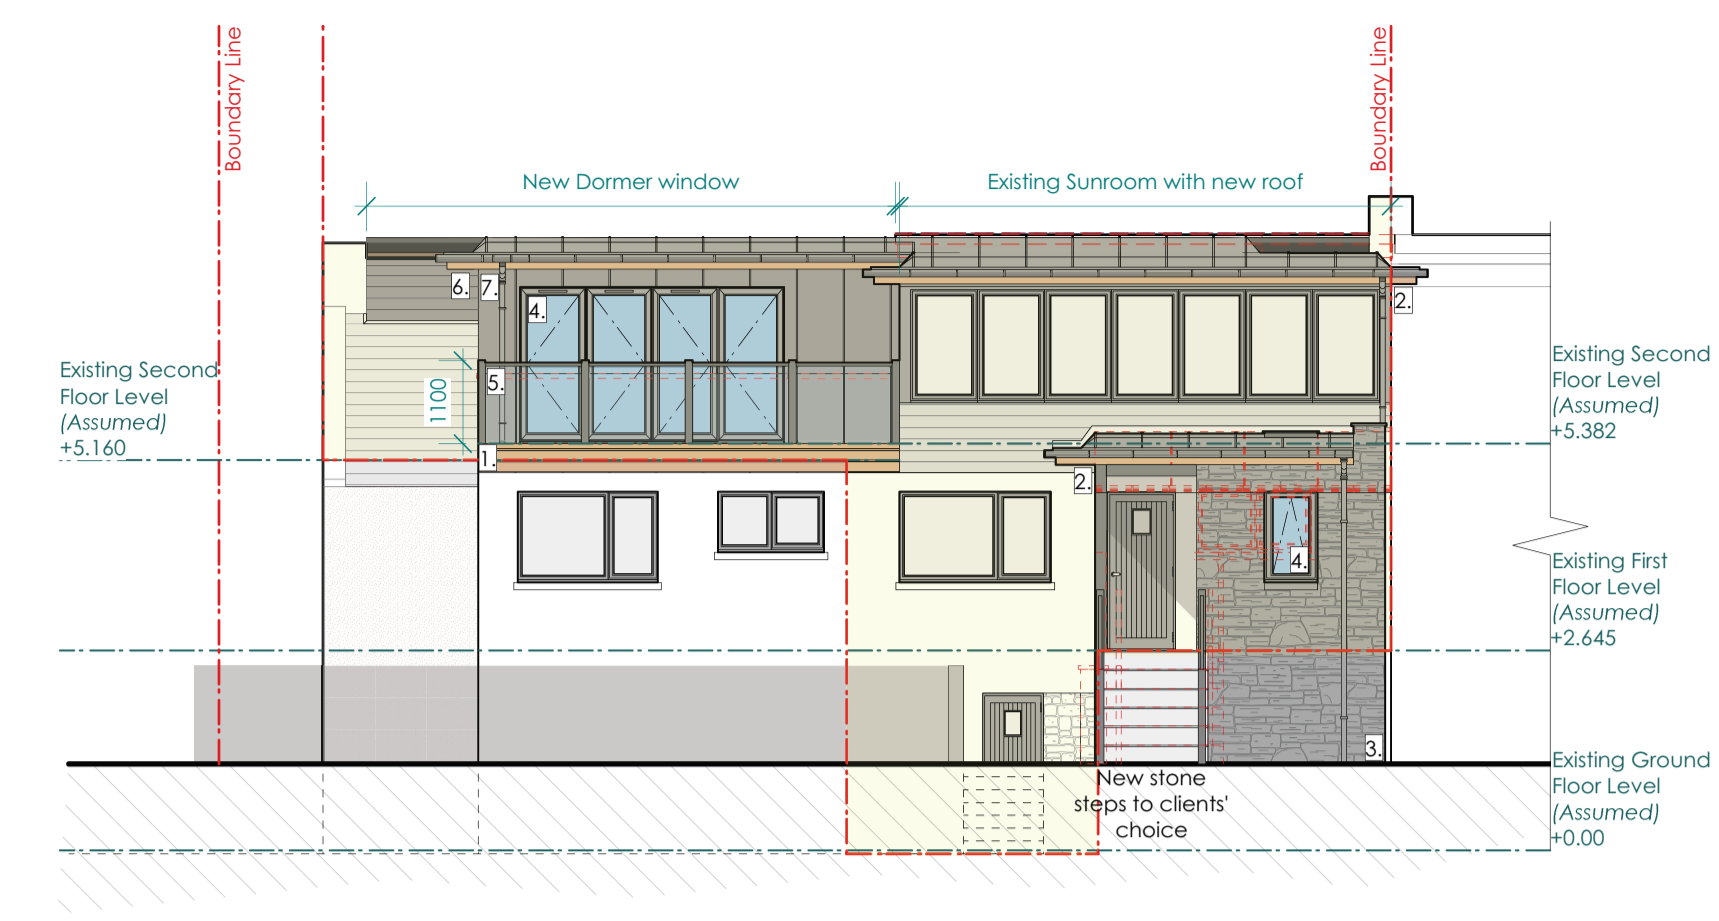 Boundary Line
Boundary Line
New Dormer window
Existing Sunroom with new roof
6.
7.
4.
2.
5.
1100
1.
2.
4.
3.
Existing Second
Floor Level
(Assumed)
+5.160
Existing Second
Floor Level
(Assumed)
+5.382
Existing First
Floor Level
(Assumed)
+2.645
Existing Ground
Floor Level
(Assumed)
+0.00
New stone
steps to clients'
choice